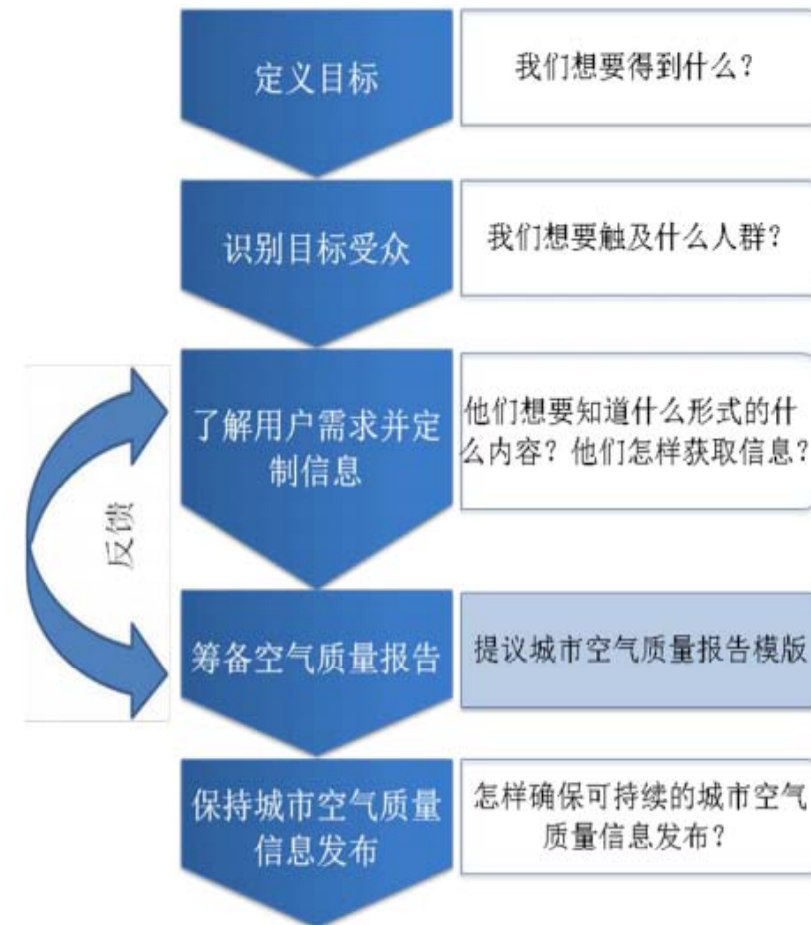 定义目标
我们想要得到什么？
识别目标受众
我们想要触及什么人群？
了解用户需求并定
制信息
他们想要知道什么形式的什
么内容？他们怎样获取信息？
反馈
筹备空气质量报告
提议城市空气质量报告模版
保持城市空气质量
信息发布
怎样确保可持续的城市空气
质量信息发布？